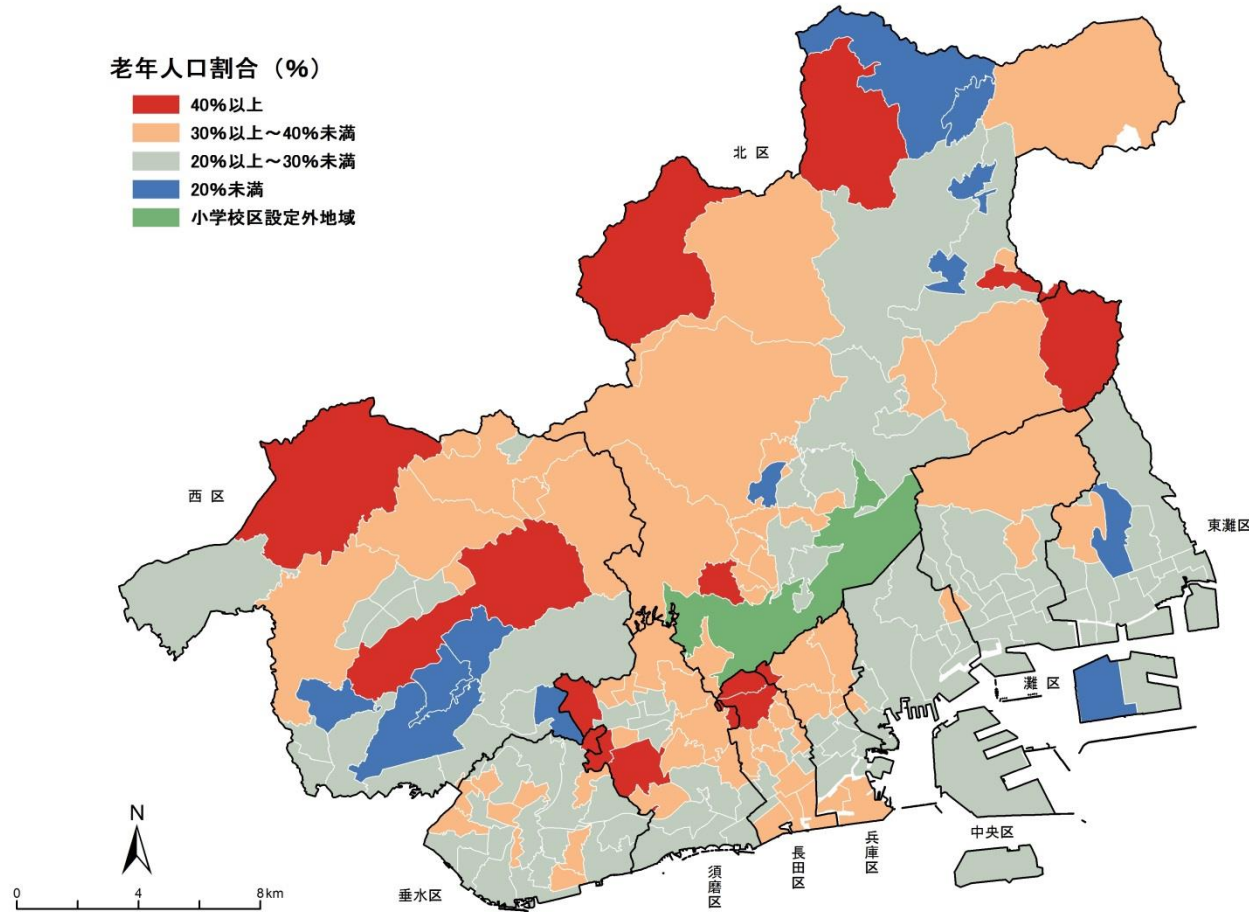 老年人口割合（%）
40%以上
30%以上～40%未満
20%以上～30%未満
20%未満
小学校区設定外地域
北 区
西 区
東灘区
灘 区
中央区
兵庫区
長田区
須磨区
垂水区
N
0 4 8km